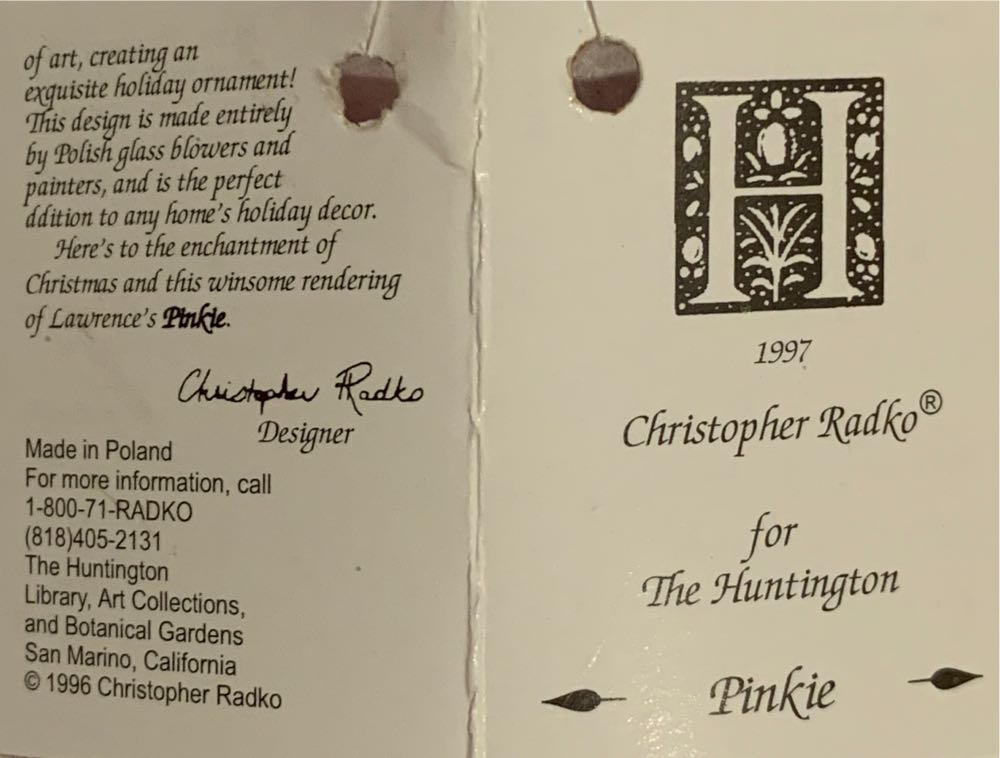 of art, creating an
exquisite holiday ornament!
This design is made entirely
by Polish glass blowers and
painters, and is the perfect
ddition to any home's holiday decor.
Here's to the enchantment of
Christmas and this winsome rendering
of Lawrence's Pinkie.
Christopher Radko
Designer
Made in Poland
For more information, call
1-800-71-RADKO
(818)405-2131
The Huntington
Library, Art Collections,
and Botanical Gardens
San Marino, California
© 1996 Christopher Radko
H
1997
Christopher Radko®
for
The Huntington
Pinkie